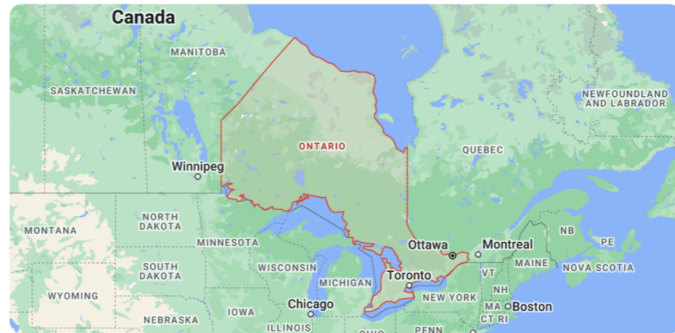 Canada
MANITOBA
SASKATCHEWAN
NEWFOUNDLAND
AND LABRADOR
ONTARIO
QUEBEC
Winnipeg
NORTH
DAKOTA
MONTANA
MINNESOTA
Ottawa
Montreal
NB
PE
MAINE
NOVA SCOTIA
SOUTH
DAKOTA
WISCONSIN
MICHIGAN
Toronto
VT
NH
WYOMING
NEW YORK
MA
Boston
CT RI
IOWA
Chicago
NEBRASKA
ILLINOIS
OHIO
PENN